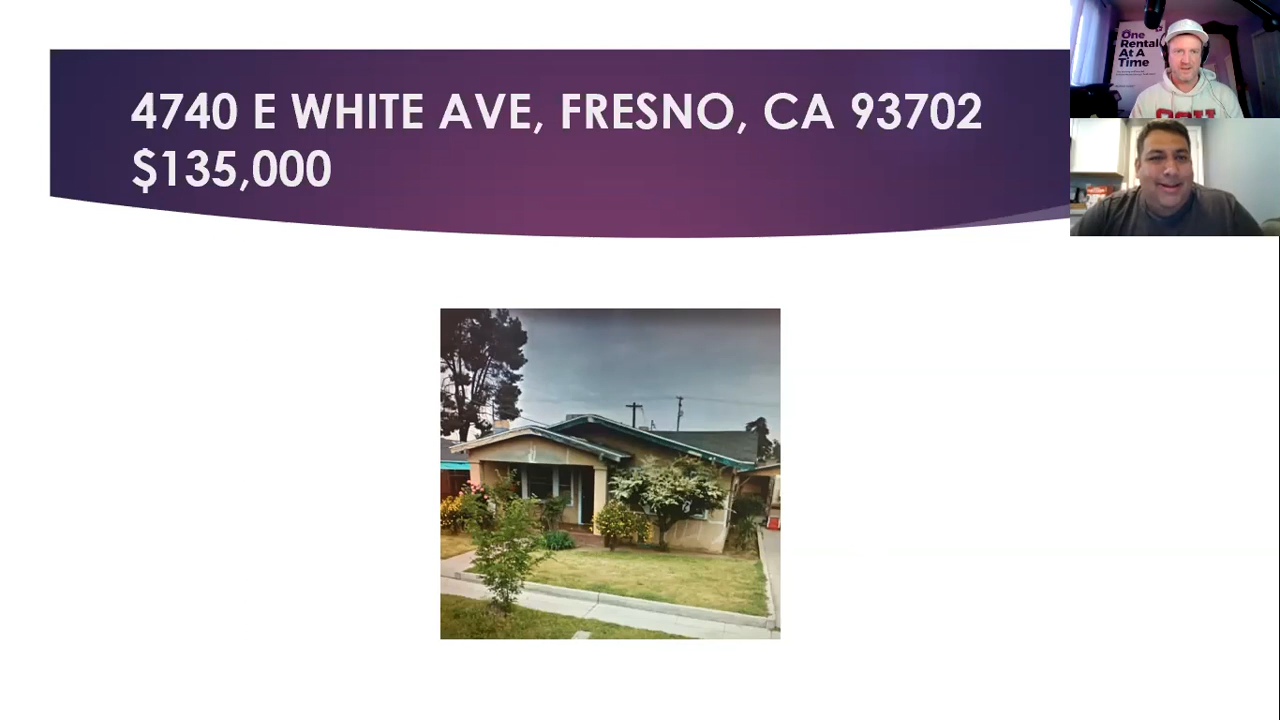 4740 E WHITE AVE, FRESNO, CA 93702
$135,000
One
Rental
At A
Time